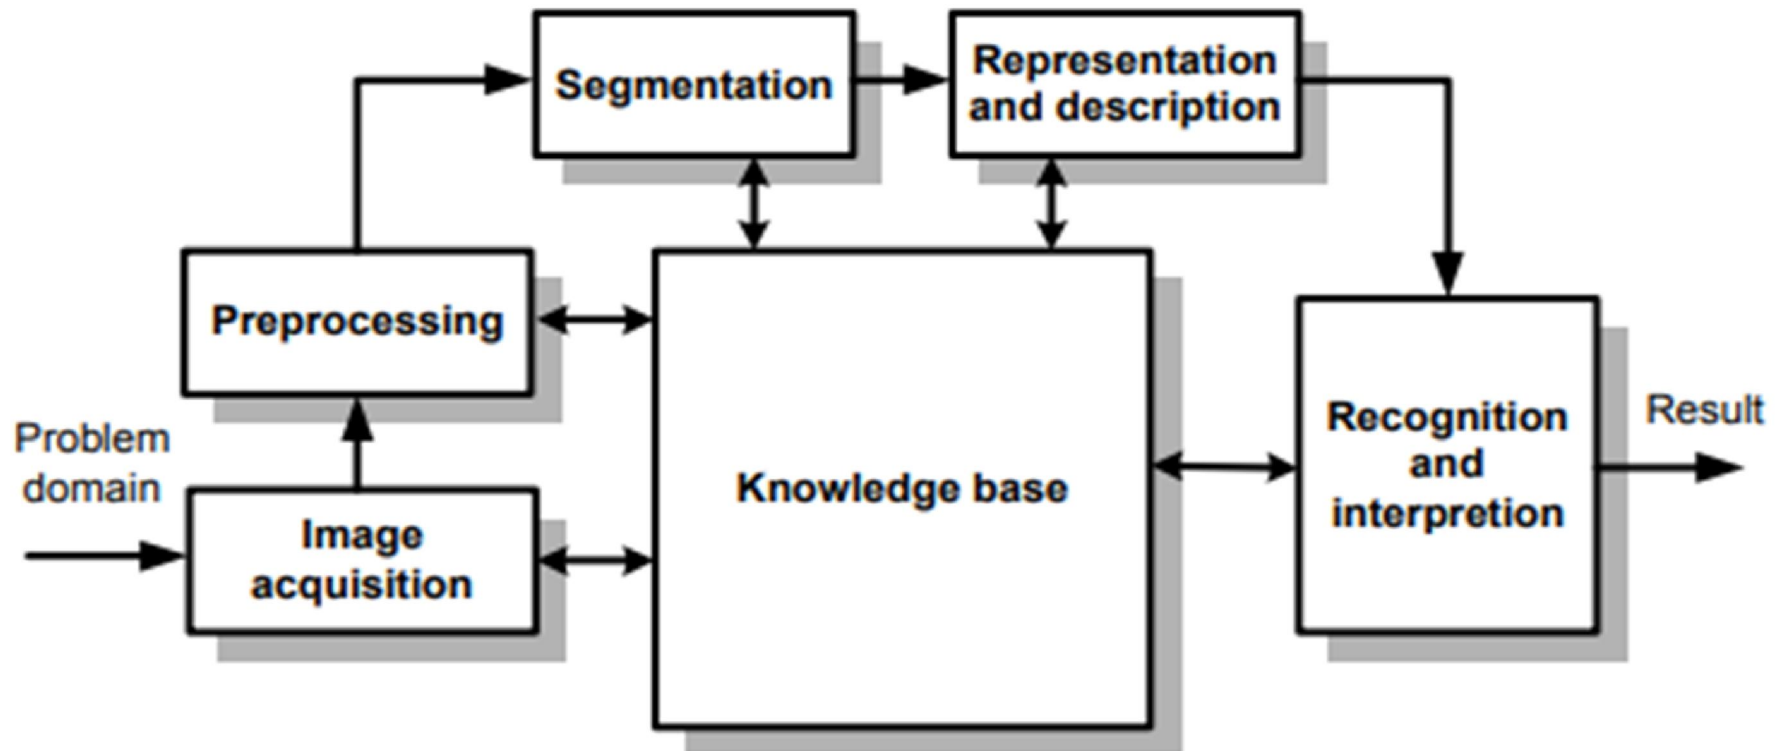 Segmentation
Representation
and description
Preprocessing
Problem
domain
Image
acquisition
Knowledge base
Recognition
and
interpretion
Result